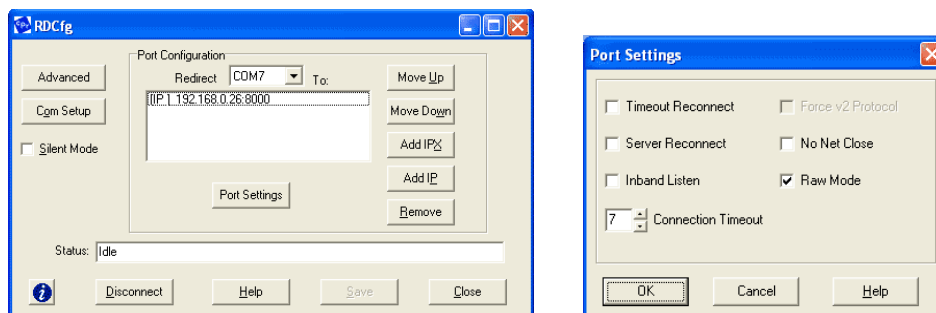 RDCfg
Port Configuration
Advanced
Redirect COM7 To:
Move Up
[IP ] 192.168.0.26:8000
Com Setup
Move Down
Silent Mode
Add IPX
Add IP
Port Settings
Remove
Status: Idle
Disconnect Help Save Close
Port Settings
Timeout Reconnect Force v2 Protocol
Server Reconnect No Net Close
Inband Listen Raw Mode
7 Connection Timeout
OK Cancel Help